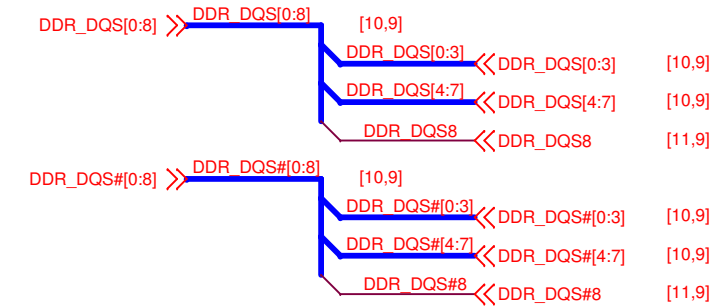 DDR_DQS[0:8] DDR_DQS[0:8] [10,9]
DDR_DQS[0:3] DDR_DQS[0:3] [10,9]
DDR_DQS[4:7] DDR_DQS[4:7] [10,9]
DDR_DQS8 DDR_DQS8 [11,9]
DDR_DQS#[0:8] DDR_DQS#[0:8] [10,9]
DDR_DQS#[0:3] DDR_DQS#[0:3] [10,9]
DDR_DQS#[4:7] DDR_DQS#[4:7] [10,9]
DDR_DQS#8 DDR_DQS#8 [11,9]